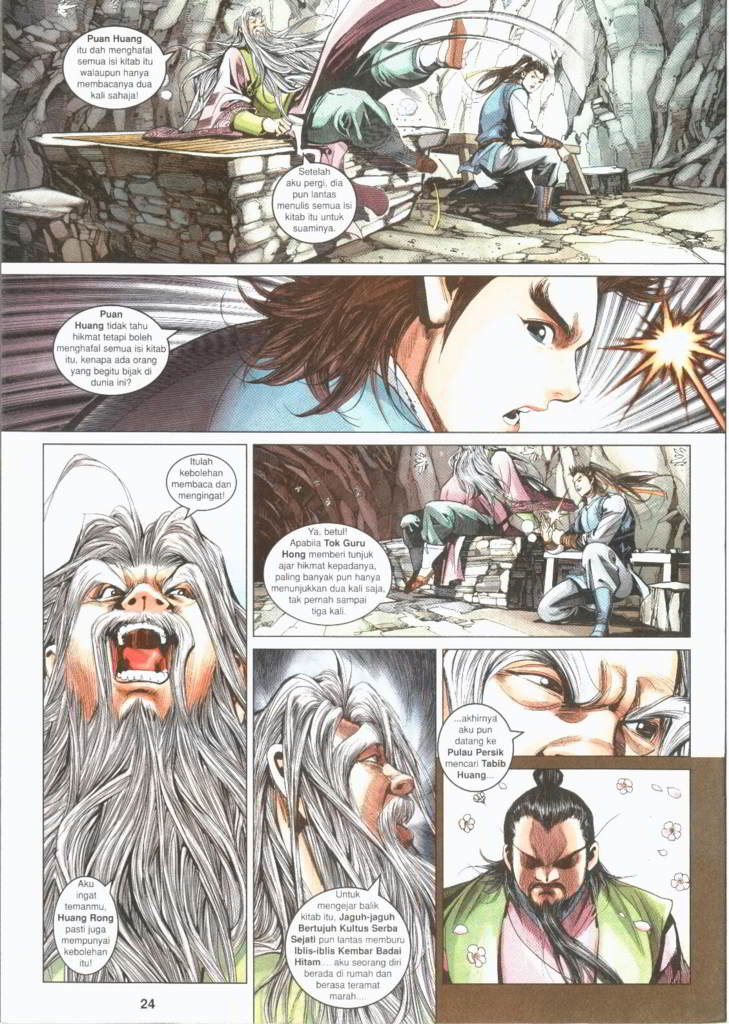 Puan Huang
itu dah menghafal
semua isi kitab itu
walaupun hanya
membacanya dua
kali sahaja!
Setelah
aku pergi, dia
pun lantas
menulis semua isi
kitab itu untuk
suaminya.
Puan
Huang tidak tahu
hikmat tetapi boleh
menghafal semua isi kitab
itu, kenapa ada orang
yang begitu bijak di
dunia ini?
Itulah
kebolehan
membaca dan
mengingat!
Ya, betul!
Apabila Tok Guru
Hong memberi tunjuk
ajar hikmat kepadanya,
paling banyak pun hanya
menunjukkan dua kali saja,
tak pernah sampai
tiga kali.
Aku
ingat
temanmu,
Huang Rong
pasti juga
mempunyai
kebolehan
itu!
Untuk
mengejar balik
kitab itu, Jaguh-jaguh
Bertujuh Kultus Serba
Sejati pun lantas memburu
Iblis-iblis Kembar Badai
Hitam.... aku seorang diri
berada di rumah dan
berasa teramat
marah....
...akhirnya
aku pun
datang ke
Pulau Persik
mencari Tabib
Huang...
24